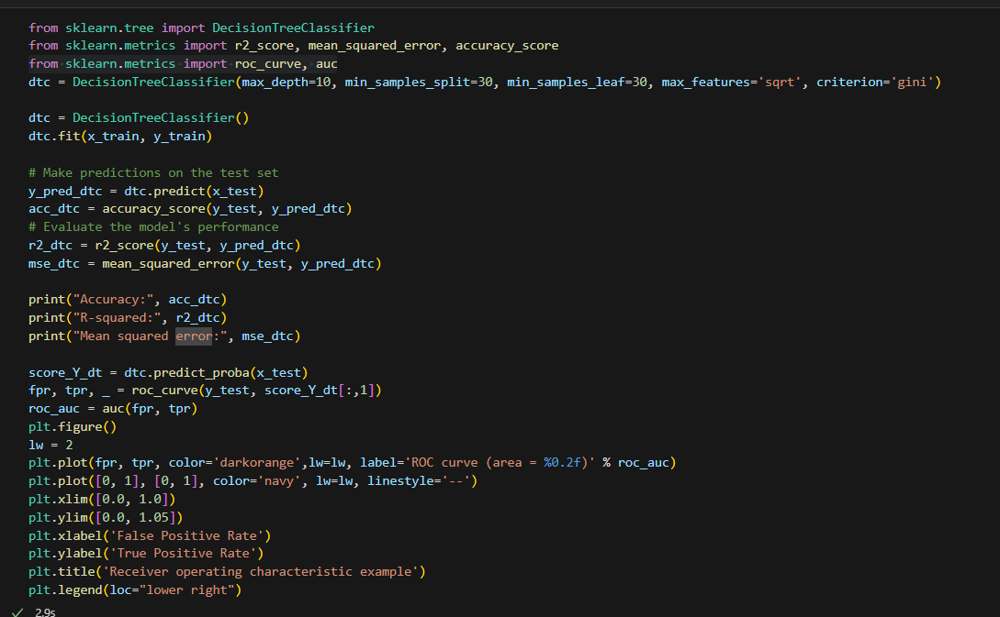 from sklearn.tree import DecisionTreeClassifier
from sklearn.metrics import r2_score, mean_squared_error, accuracy_score
from sklearn.metrics import roc_curve, auc
dtc = DecisionTreeClassifier(max_depth=10, min_samples_split=30, min_samples_leaf=30, max_features='sqrt', criterion='gini')
dtc = DecisionTreeClassifier()
dtc.fit(x_train, y_train)
# Make predictions on the test set
y_pred_dtc = dtc.predict(x_test)
acc_dtc = accuracy_score(y_test, y_pred_dtc)
# Evaluate the model's performance
r2_dtc = r2_score(y_test, y_pred_dtc)
mse_dtc = mean_squared_error(y_test, y_pred_dtc)
print("Accuracy:", acc_dtc)
print("R-squared:", r2_dtc)
print("Mean squared error:", mse_dtc)
score_Y_dt = dtc.predict_proba(x_test)
fpr, tpr, _ = roc_curve(y_test, score_Y_dt[:,1])
roc_auc = auc(fpr, tpr)
plt.figure()
lw = 2
plt.plot(fpr, tpr, color='darkorange',lw=lw, label='ROC curve (area = %0.2f)' % roc_auc)
plt.plot([0, 1], [0, 1], color='navy', lw=lw, linestyle='--')
plt.xlim([0.0, 1.0])
plt.ylim([0.0, 1.05])
plt.xlabel('False Positive Rate')
plt.ylabel('True Positive Rate')
plt.title('Receiver operating characteristic example')
plt.legend(loc="lower right")
2.9s